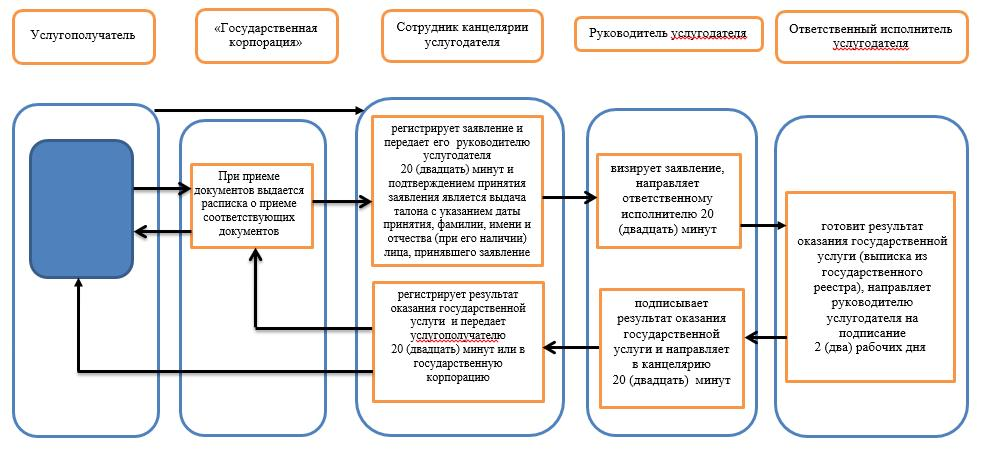 Услугополучатель
«Государственная
корпорация»
Сотрудник канцелярии
услугодателя
Руководитель услугодателя
Ответственный исполнитель
услугодателя
При приеме
документов выдается
расписка о приеме
соответствующих
документов
регистрирует заявление и
передает его руководителю
услугодателя
20 (двадцать) минут и
подтверждением принятия
заявления является выдача
талона с указанием даты
принятия, фамилии, имени и
отчества (при его наличии)
лица, принявшего заявление
визирует заявление,
направляет
ответственному
исполнителю 20
(двадцать) минут
готовит результат
оказания государственной
услуги (выписка из
государственного
реестра), направляет
руководителю
услугодателя на
подписание
2 (два) рабочих дня
подписывает
результат оказания
государственной
услуги и направляет
в канцелярию
20 (двадцать) минут
регистрирует результат
оказания государственной
услуги и передает
услугополучателю
20 (двадцать) минут или в
государственную
корпорацию